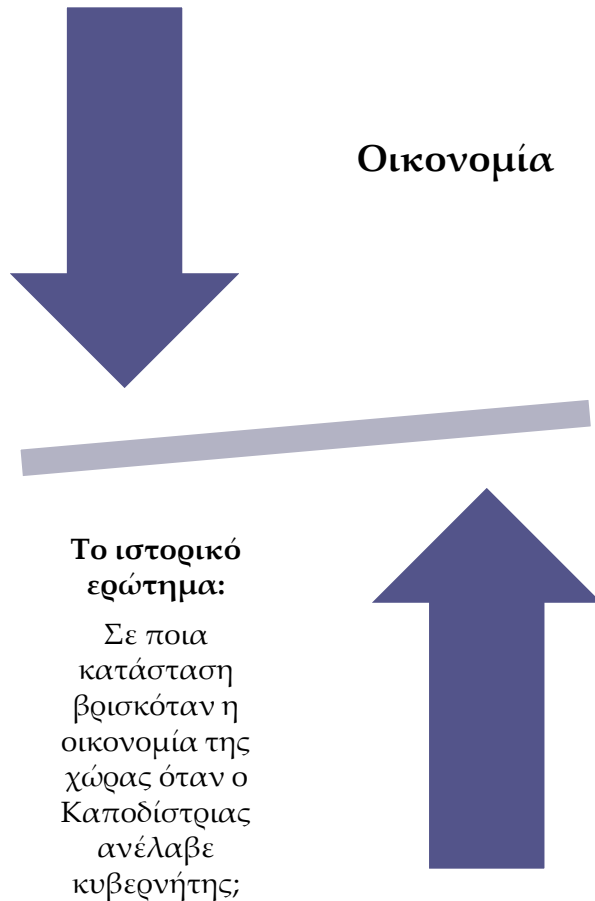 Οικονομία
Το ιστορικό
ερώτημα:
Σε ποια
κατάσταση
βρισκόταν η
οικονομία της
χώρας όταν ο
Καποδίστριας
ανέλαβε
κυβερνήτης;